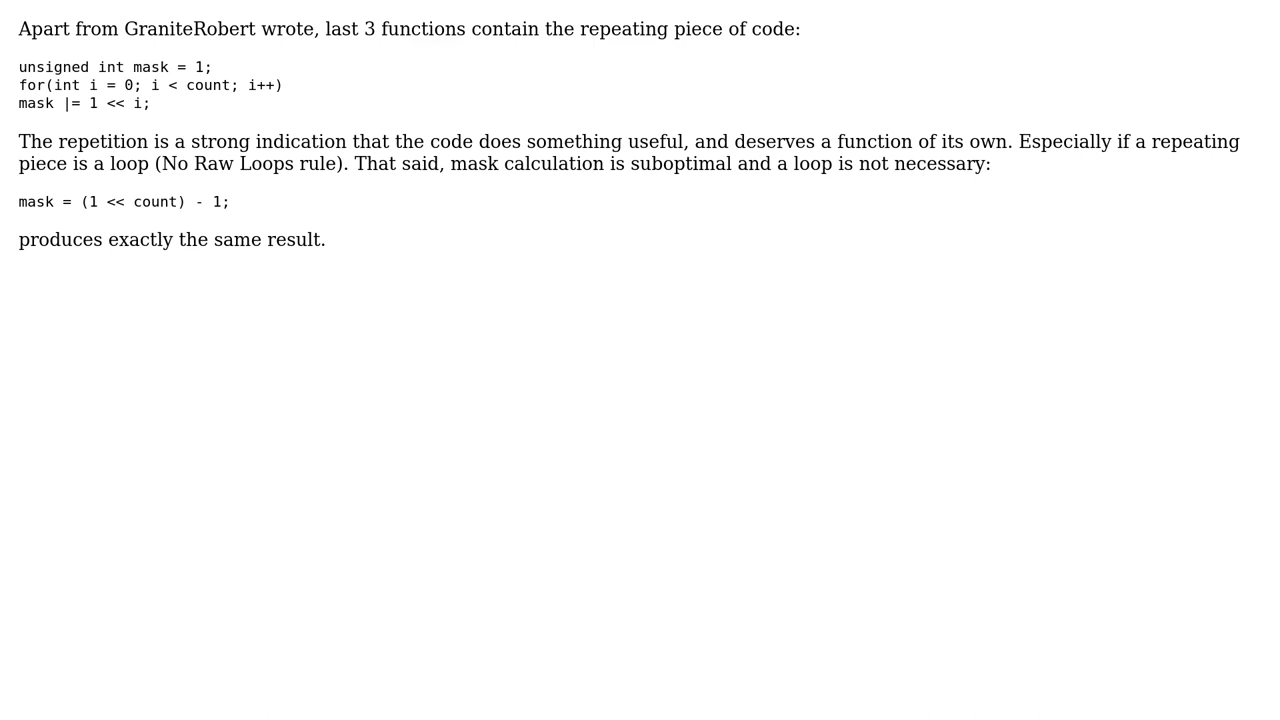 Apart from GraniteRobert wrote, last 3 functions contain the repeating piece of code:
unsigned int mask = 1;
for(int i = 0; i < count; i++)
mask |= 1 << i;
The repetition is a strong indication that the code does something useful, and deserves a function of its own. Especially if a repeating
piece is a loop (No Raw Loops rule). That said, mask calculation is suboptimal and a loop is not necessary:
mask = (1 << count) - 1;
produces exactly the same result.